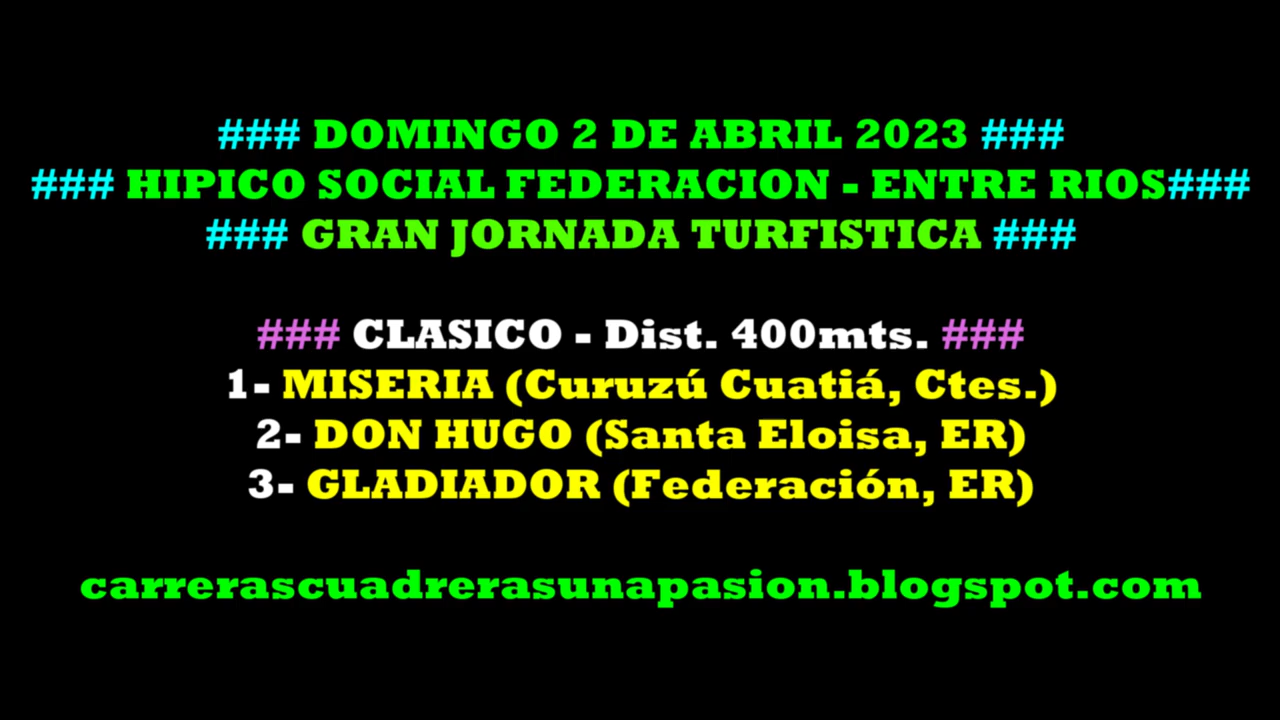 ### DOMINGO 2 DE ABRIL 2023 ###
### HIPICO SOCIAL FEDERACION - ENTRE RIOS###
### GRAN JORNADA TURFISTICA ###
### CLASICO - Dist. 400mts. ###
1- MISERIA (Curuzú Cuatiá, Ctes.)
2- DON HUGO (Santa Eloisa, ER)
3- GLADIADOR (Federación, ER)
carrerascuadrerasunapasion.blogspot.com